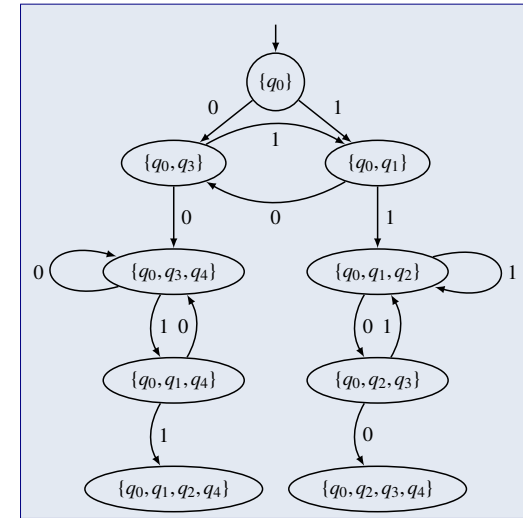 {q₀}
0 1
{q₀, q₃} 1 {q₀, q₁}
0
0 1
0 {q₀, q₃, q₄} {q₀, q₁, q₂} 1
1 0 0 1
{q₀, q₁, q₄} {q₀, q₂, q₃}
1 0
{q₀, q₁, q₂, q₄} {q₀, q₂, q₃, q₄}